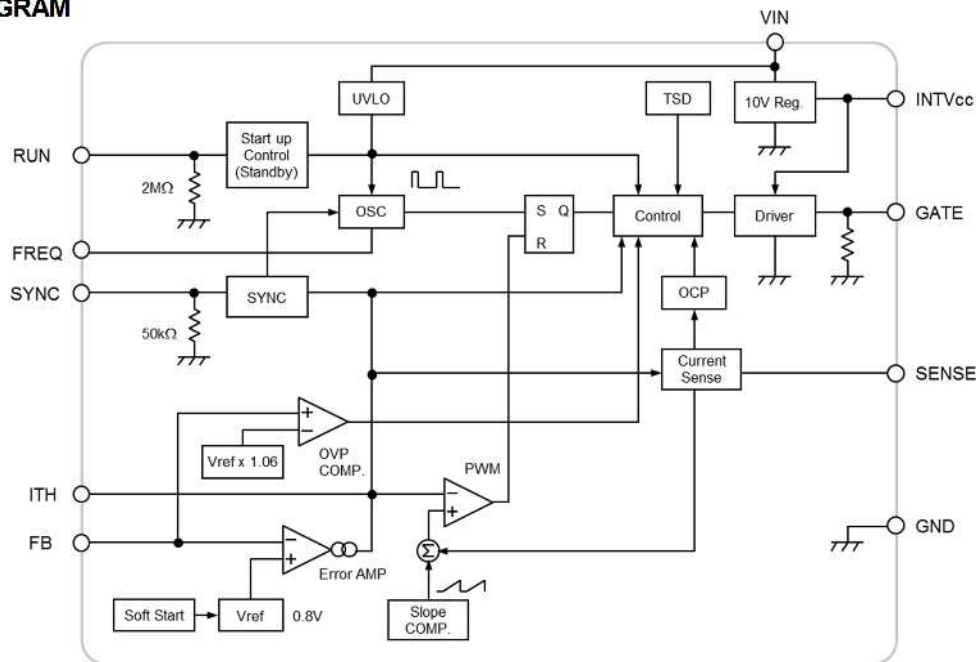 GRAM
VIN
UVLO
TSD
10V Reg.
INTVcc
RUN
Start up
Control
(Standby)
2MΩ
OSC
S Q
R
Control
Driver
GATE
FREQ
SYNC
SYNC
OCP
50kΩ
Current
Sense
SENSE
+
−
Vref x 1.06
OVP
COMP.
PWM
ITH
−
+
GND
FB
−
+
Σ
Error AMP
Soft Start
Vref
0.8V
Slope
COMP.